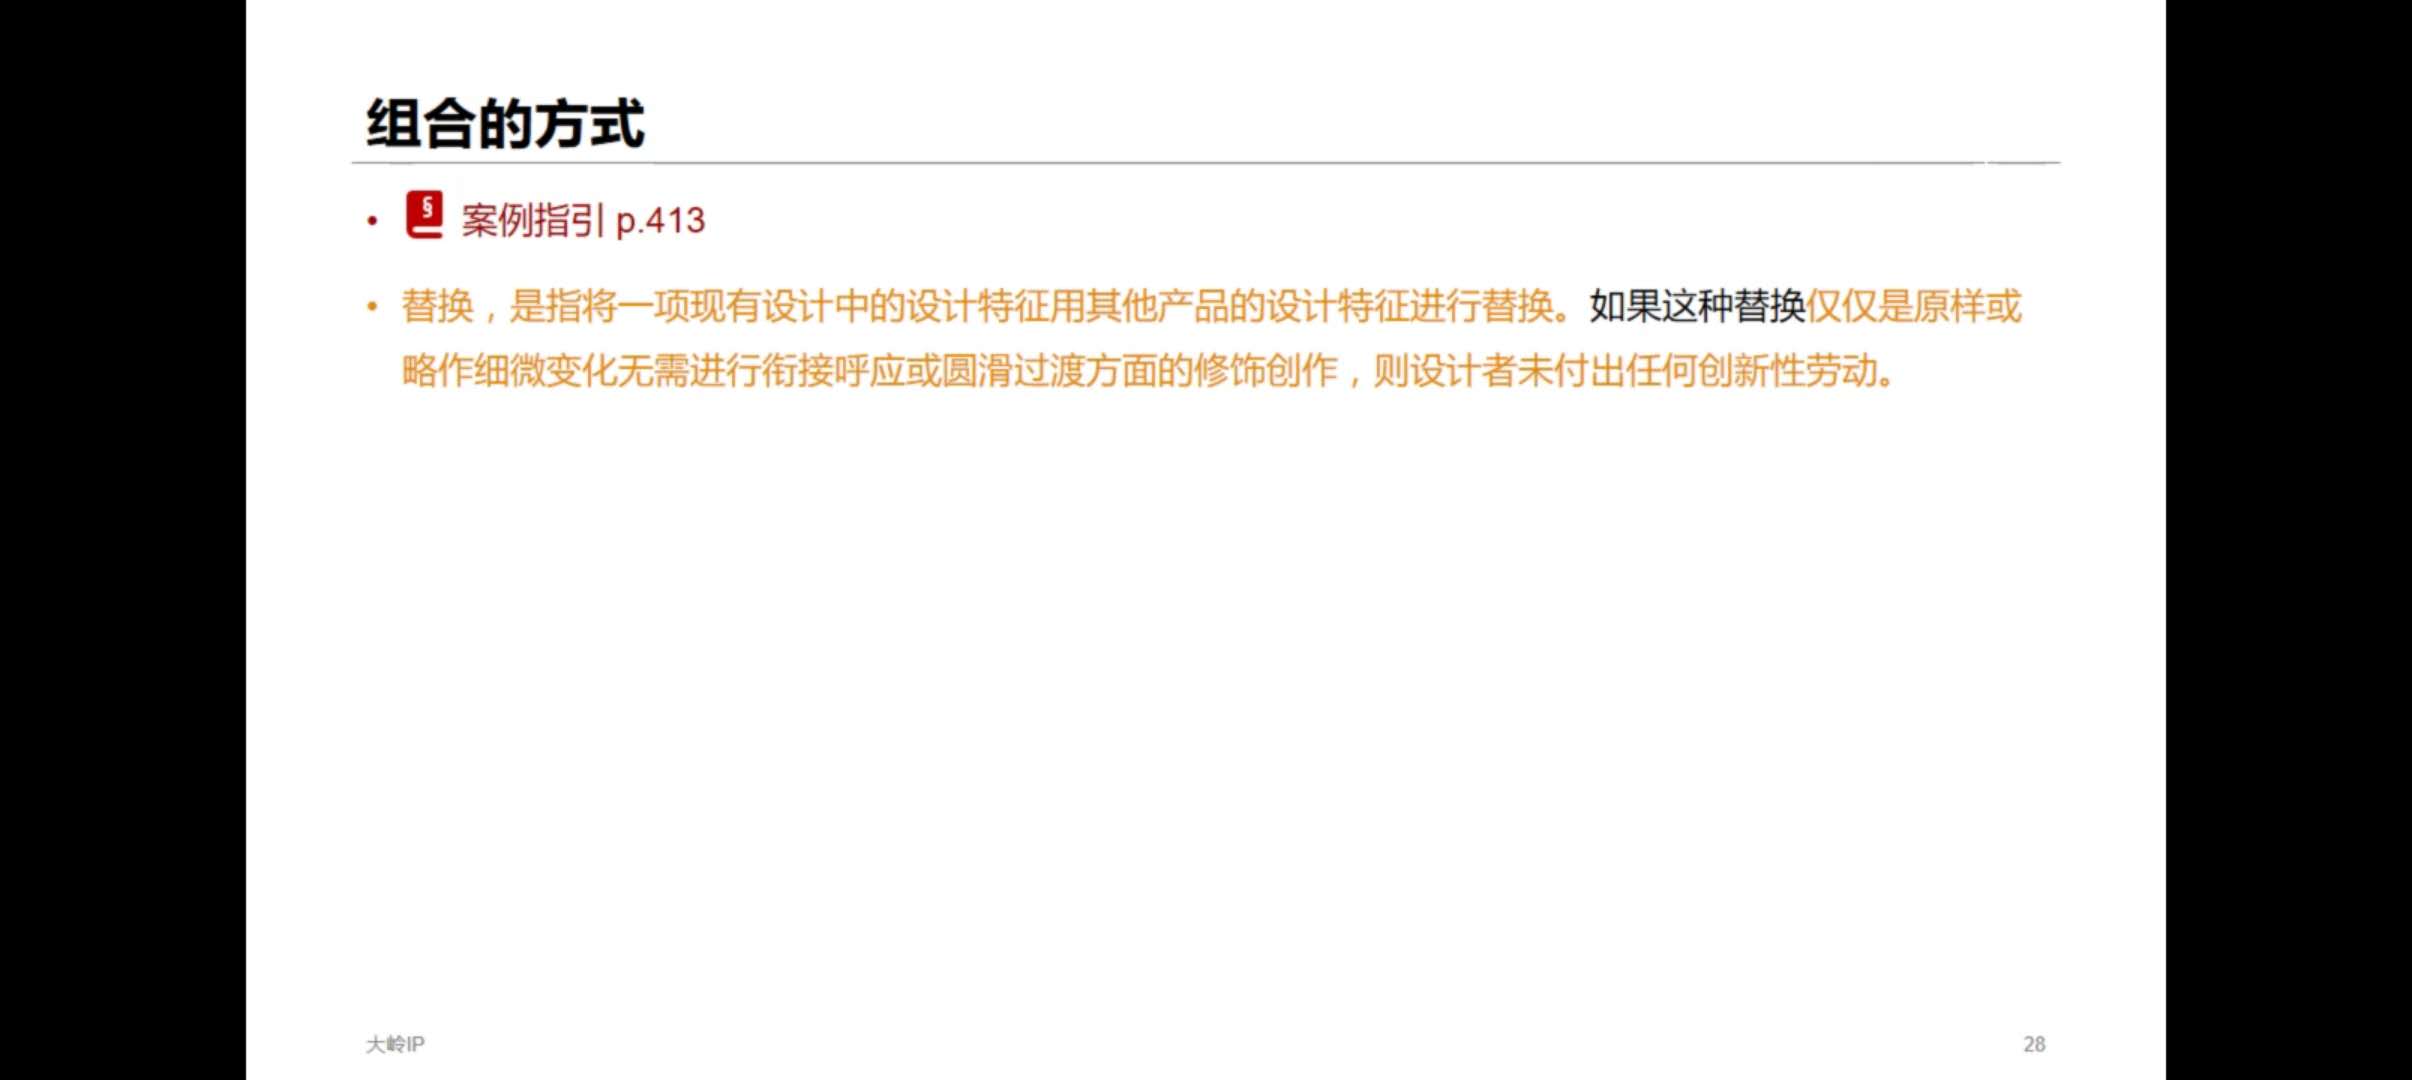 组合的方式
• § 案例指引 p.413
• 替换，是指将一项现有设计中的设计特征用其他产品的设计特征进行替换。如果这种替换仅仅是原样或
略作细微变化无需进行衔接呼应或圆滑过渡方面的修饰创作，则设计者未付出任何创新性劳动。
大岭IP
28